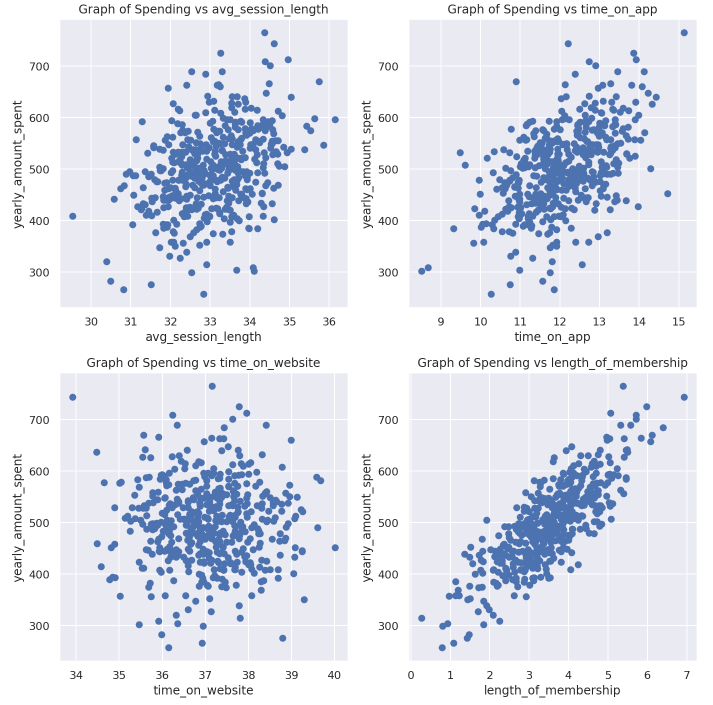 Graph of Spending vs avg_session_length
yearly_amount_spent
700
600
500
400
300
30 31 32 33 34 35 36
avg_session_length
Graph of Spending vs time_on_app
yearly_amount_spent
700
600
500
400
300
9 10 11 12 13 14 15
time_on_app
Graph of Spending vs time_on_website
yearly_amount_spent
700
600
500
400
300
34 35 36 37 38 39 40
time_on_website
Graph of Spending vs length_of_membership
yearly_amount_spent
700
600
500
400
300
0 1 2 3 4 5 6 7
length_of_membership